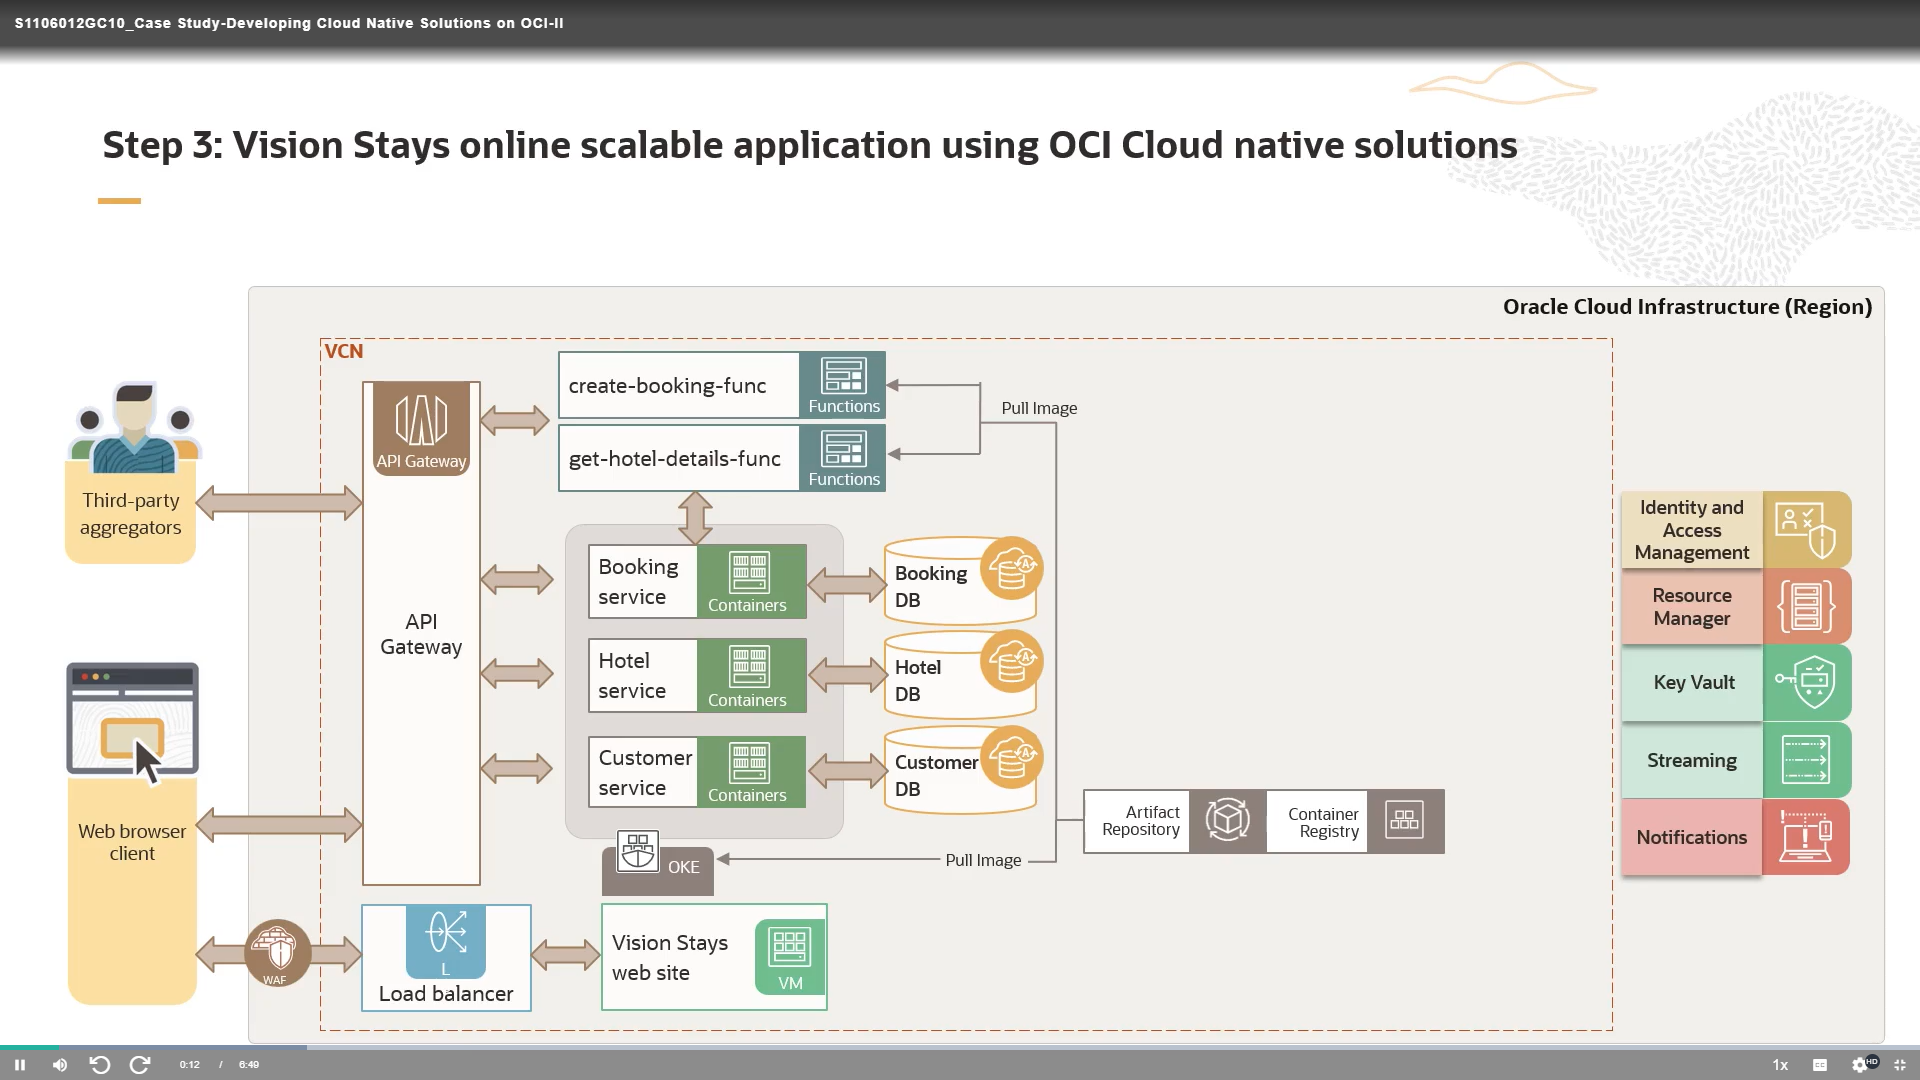 S1106012GC10_Case Study-Developing Cloud Native Solutions on OCI-II
Step 3: Vision Stays online scalable application using OCI Cloud native solutions
Oracle Cloud Infrastructure (Region)
VCN
Third-party
aggregators
Web browser
client
WAF
API Gateway
API
Gateway
create-booking-func
Functions
get-hotel-details-func
Functions
Pull Image
Booking
service
Containers
Booking
DB
Hotel
service
Containers
Hotel
DB
Customer
service
Containers
Customer
DB
OKE
Pull Image
Artifact
Repository
Container
Registry
L
Load balancer
Vision Stays
web site
VM
Identity and
Access
Management
Resource
Manager
Key Vault
Streaming
Notifications
0:12 / 6:49
1x
CC
HD